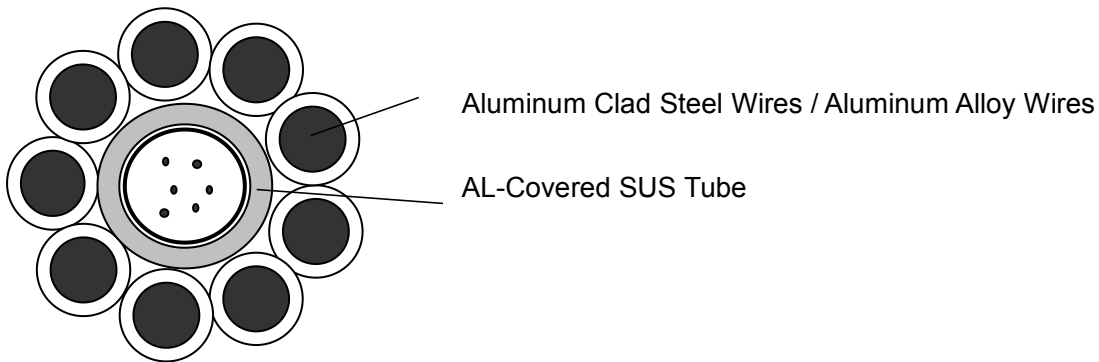 Aluminum Clad Steel Wires / Aluminum Alloy Wires
AL-Covered SUS Tube